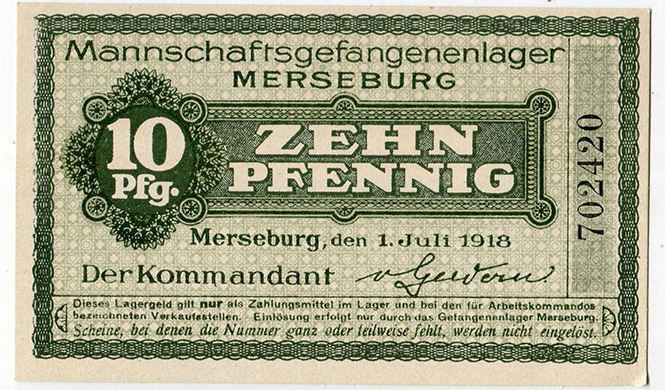 Mannschaftsgefangenenlager
MERSEBURG
10
Pfg.
ZEHN
PFENNIG
702420
Merseburg, den 1. Juli 1918
Der Kommandant
Dieses Lagergeld gilt nur als Zahlungsmittel im Lager und bei den für Arbeitskommandos
bezeichneten Verkaufsstellen. Einlösung erfolgt nur durch das Gefangenenlager Merseburg.
Scheine, bei denen die Nummer ganz oder teilweise fehlt, werden nicht eingelöst.